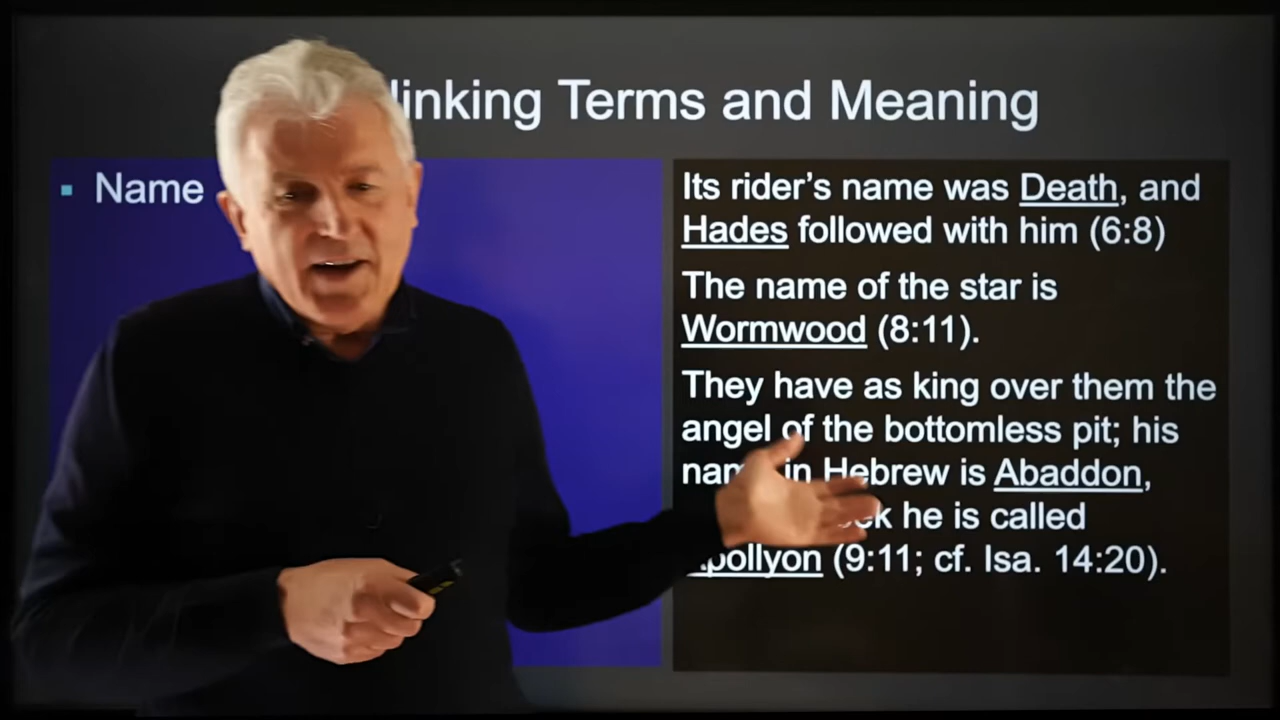 linking Terms and Meaning
Name
Its rider’s name was Death, and
Hades followed with him (6:8)
The name of the star is
Wormwood (8:11).
They have as king over them the
angel of the bottomless pit; his
in Hebrew is Abaddon,
he is called
(9:11; cf. Isa. 14:20).